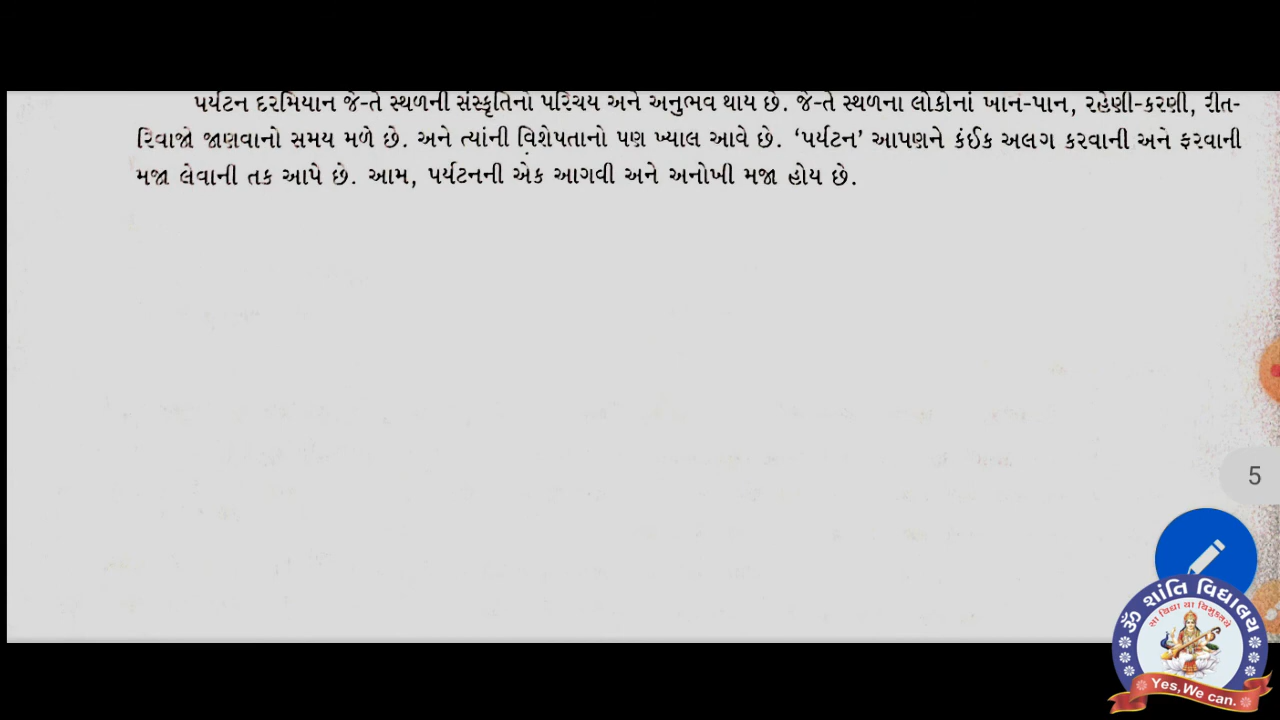 પર્યટન દરમિયાન જે-તે સ્થળની સંસ્કૃતિનો પરિચય અને અનુભવ થાય છે. જે-તે સ્થળના લોકોનાં ખાન-પાન, રહેણી-કરણી, રીત-
રિવાજો જાણવાનો સમય મળે છે. અને ત્યાંની વિશેષતાનો પણ ખ્યાલ આવે છે. ‘પર્યટન’ આપણને કંઈક અલગ કરવાની અને ફરવાની
મજા લેવાની તક આપે છે. આમ, પર્યટનની એક આગવી અને અનોખી મજા હોય છે.
5
ૐ શાંતિ વિદ્યાલય
સા વિદ્યા યા વિમુક્તયે
Yes, We can.